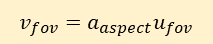 v_fov = a_aspect u_fov